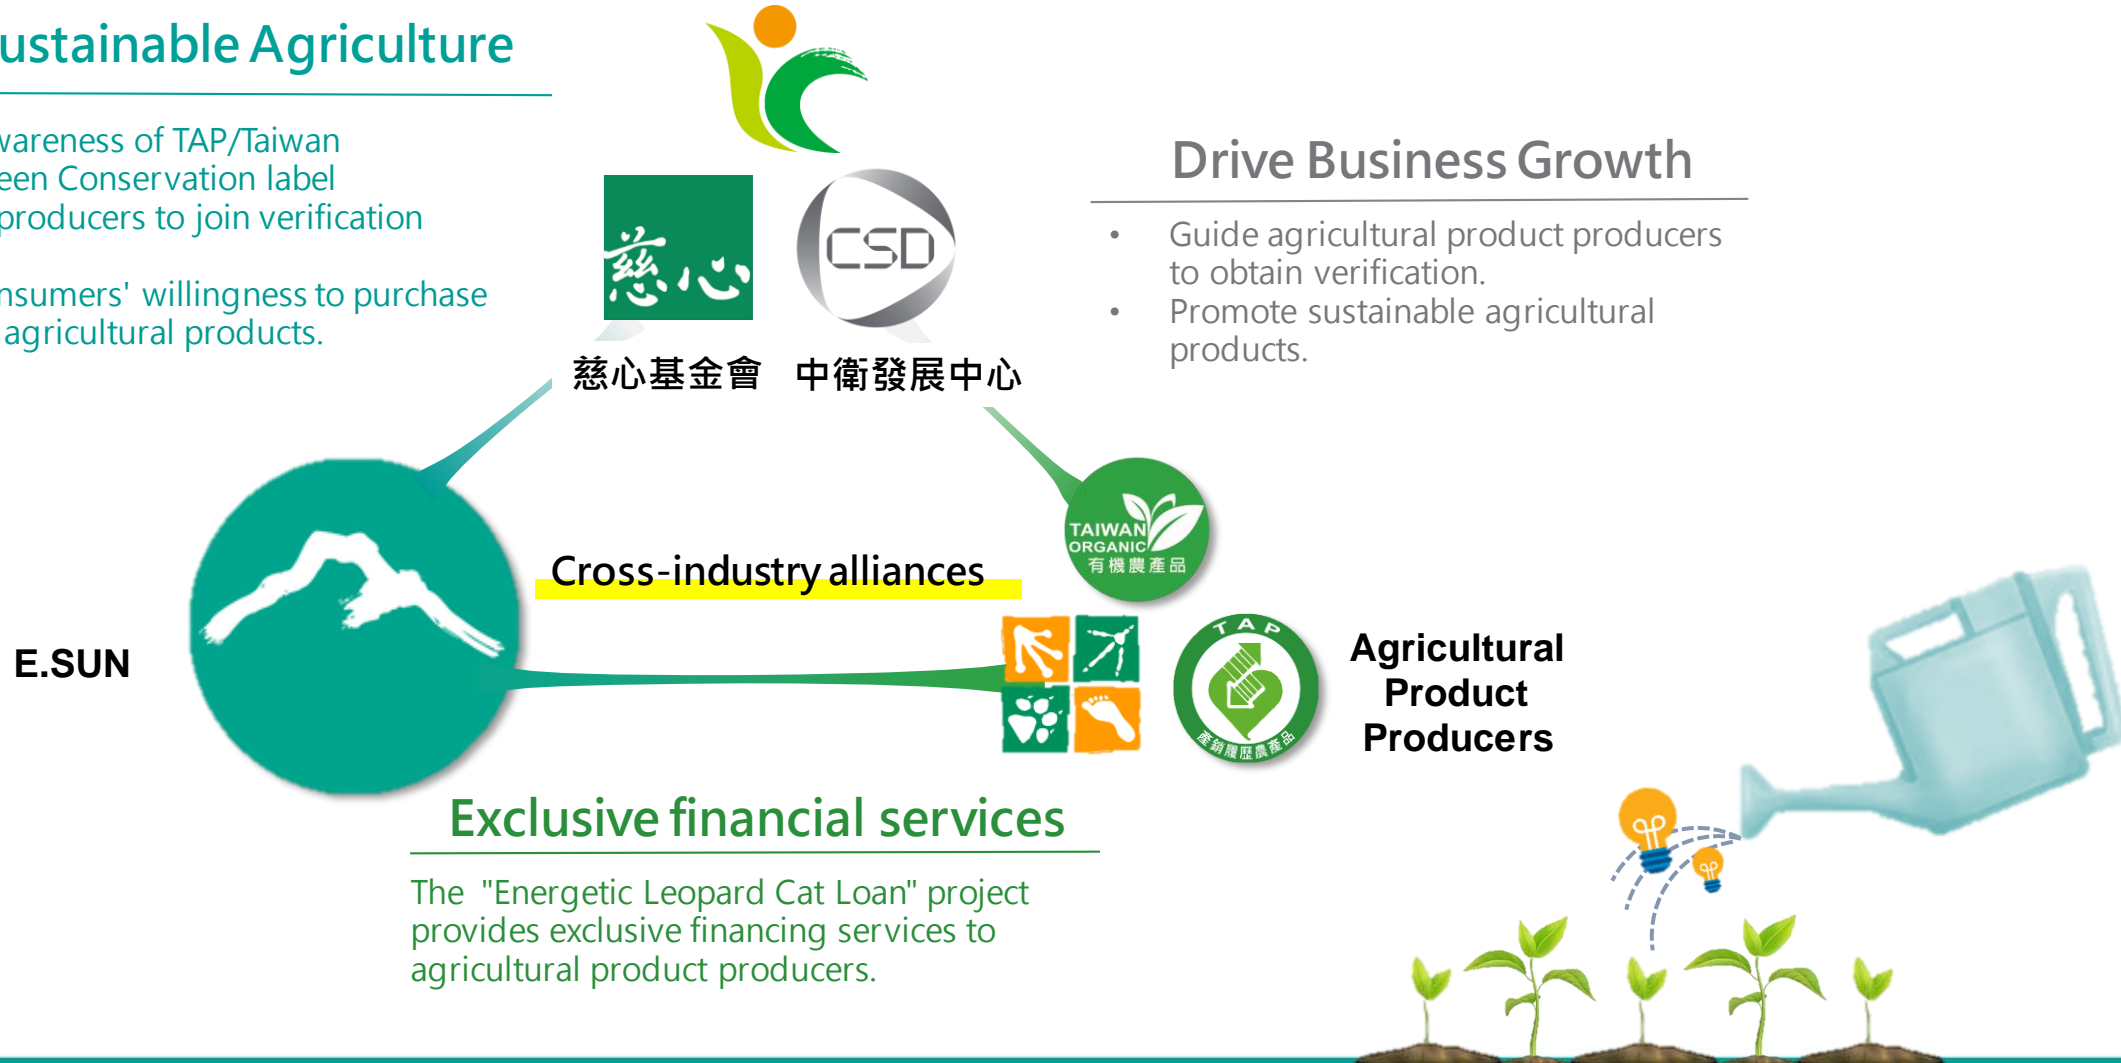 ustainable Agriculture
wareness of TAP/Taiwan
een Conservation label
producers to join verification
nsumers' willingness to purchase
agricultural products.
慈心
CSD
慈心基金會
中衛發展中心
Drive Business Growth
• Guide agricultural product producers
to obtain verification.
• Promote sustainable agricultural
products.
E.SUN
Cross-industry alliances
TAIWAN
ORGANIC
有機農產品
TAP
產銷履歷農產品
Agricultural
Product
Producers
Exclusive financial services
The "Energetic Leopard Cat Loan" project
provides exclusive financing services to
agricultural product producers.